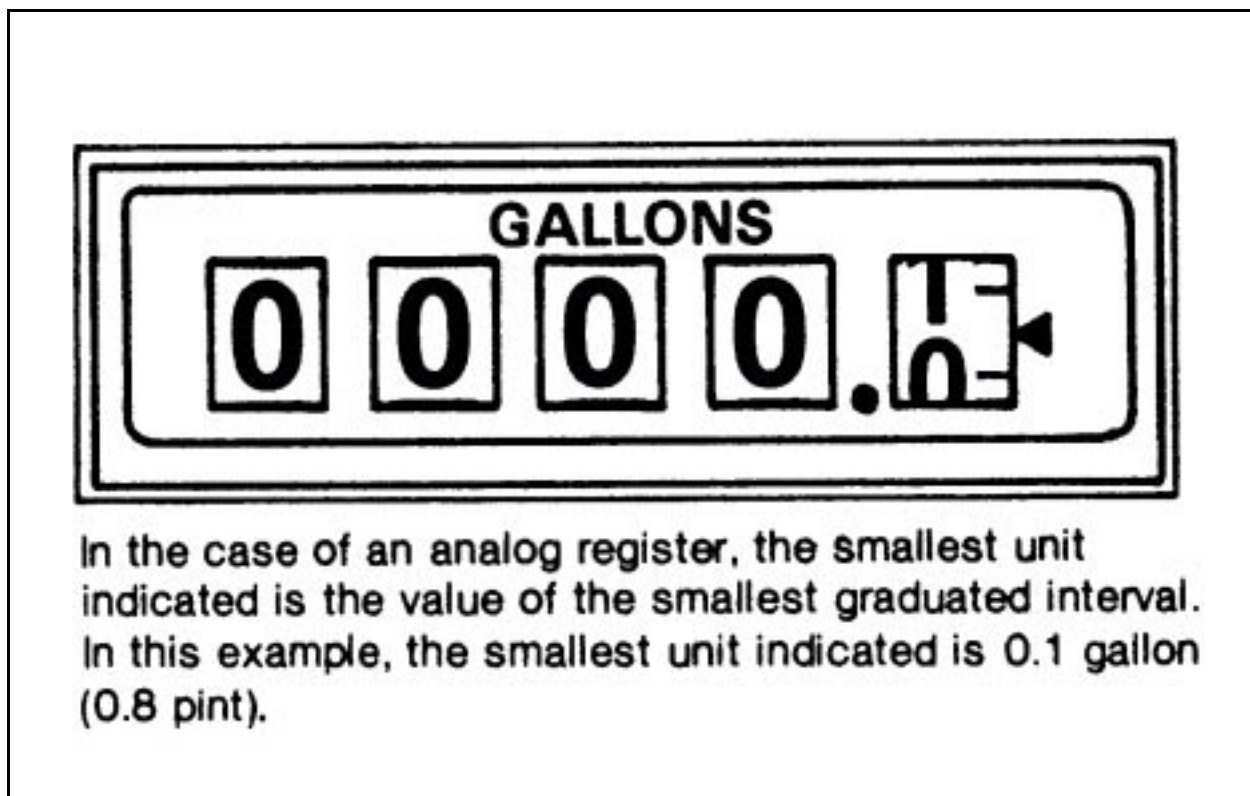 GALLONS
0 0 0 0 . 1
0
In the case of an analog register, the smallest unit
indicated is the value of the smallest graduated interval.
In this example, the smallest unit indicated is 0.1 gallon
(0.8 pint).